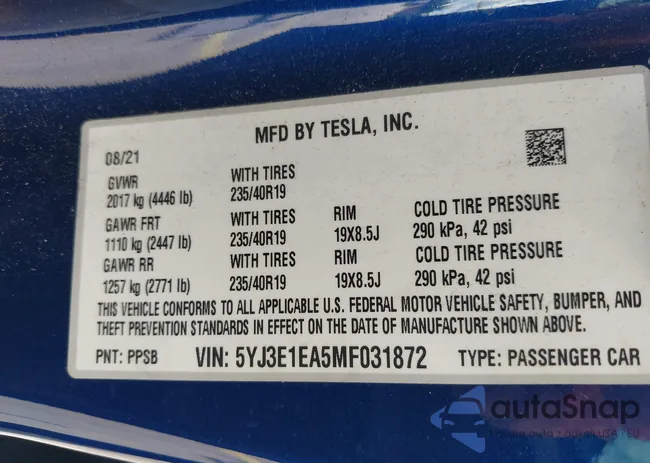 MFD BY TESLA, INC.
08/21
GVWR WITH TIRES
2017 kg (4446 lb) 235/40R19
GAWR FRT WITH TIRES RIM COLD TIRE PRESSURE
1110 kg (2447 lb) 235/40R19 19X8.5J 290 kPa, 42 psi
GAWR RR WITH TIRES RIM COLD TIRE PRESSURE
1257 kg (2771 lb) 235/40R19 19X8.5J 290 kPa, 42 psi
THIS VEHICLE CONFORMS TO ALL APPLICABLE U.S. FEDERAL MOTOR VEHICLE SAFETY, BUMPER, AND
THEFT PREVENTION STANDARDS IN EFFECT ON THE DATE OF MANUFACTURE SHOWN ABOVE.
PNT: PPSB VIN: 5YJ3E1EA5MF031872 TYPE: PASSENGER CAR
autaSnap
USA i EU